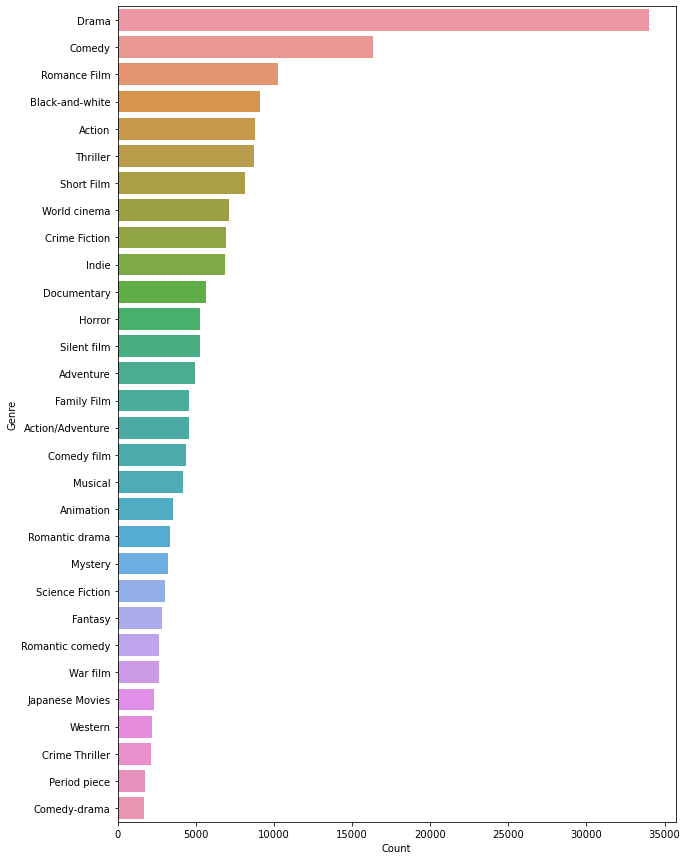 Drama
Comedy
Romance Film
Black-and-white
Action
Thriller
Short Film
World cinema
Crime Fiction
Indie
Documentary
Horror
Silent film
Adventure
Family Film
Action/Adventure
Comedy film
Musical
Animation
Romantic drama
Mystery
Science Fiction
Fantasy
Romantic comedy
War film
Japanese Movies
Western
Crime Thriller
Period piece
Comedy-drama
Genre
0 5000 10000 15000 20000 25000 30000 35000
Count